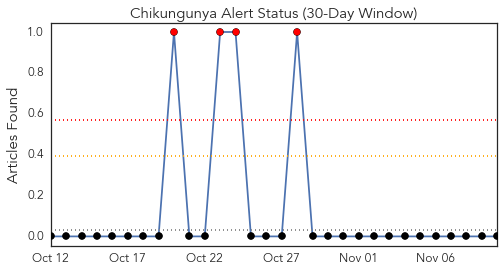 Chikungunya Alert Status (30-Day Window)
Articles Found
1.0
0.8
0.6
0.4
0.2
0.0
Oct 12 Oct 17 Oct 22 Oct 27 Nov 01 Nov 06